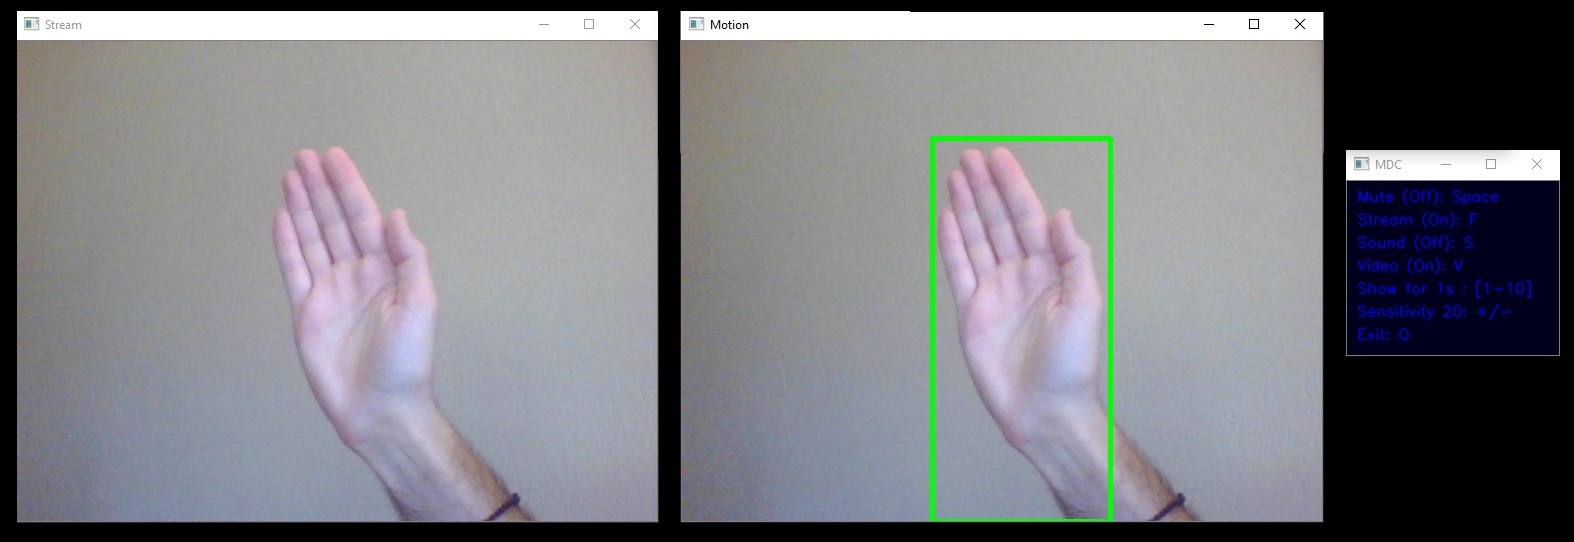 Stream
Motion
MDC
Mute (Off): Space
Stream (On): F
Sound (Off): S
Video (On): V
Show for 1s : [1-10]
Sensitivity 20: +/-
Exit: Q